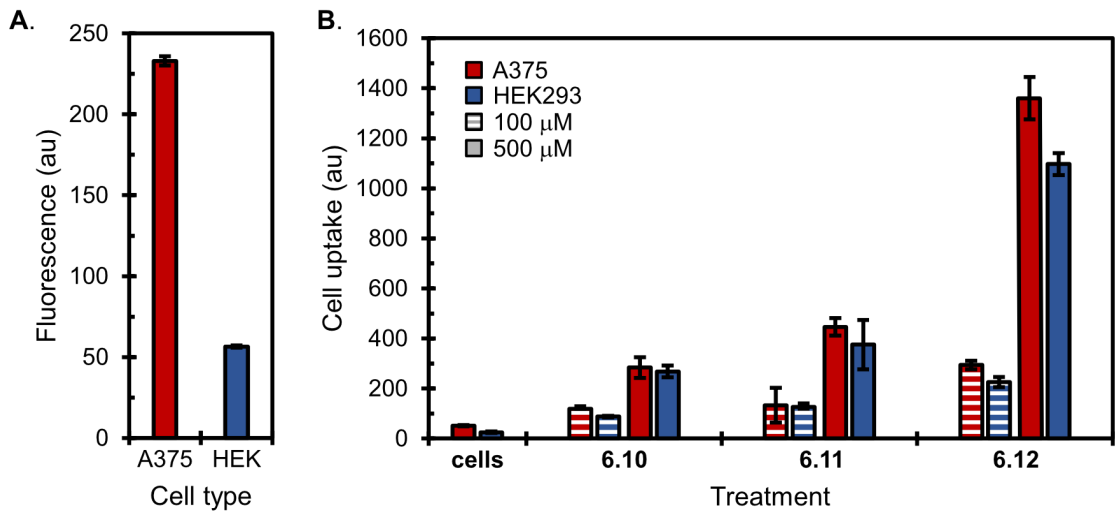 A.
Fluorescence (au)
250
200
150
100
50
0
A375 HEK
Cell type
B.
Cell uptake (au)
1600
1400
1200
1000
800
600
400
200
0
A375
HEK293
100 μM
500 μM
cells 6.10 6.11 6.12
Treatment